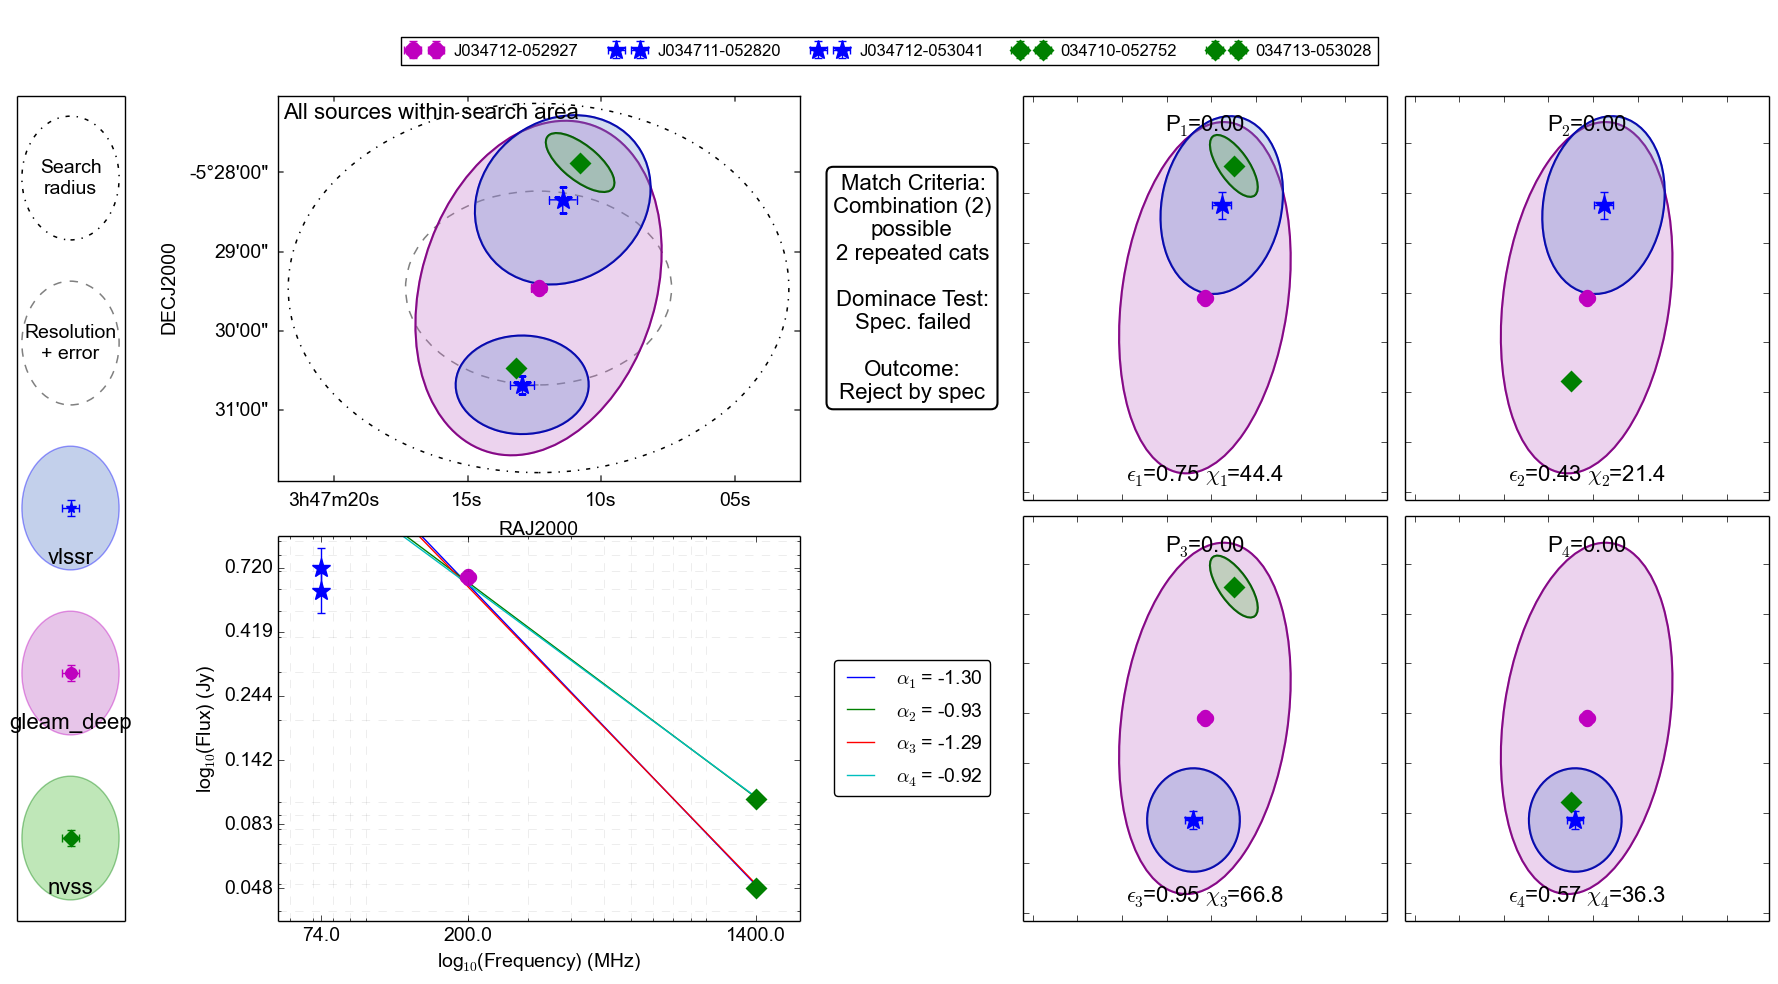 J034712-052927 J034711-052820 J034712-053041 034710-052752 034713-053028
Search
radius
Resolution
+ error
vlssr
gleam_deep
nvss
All sources within search area
DECJ2000
-5°28'00"
29'00"
30'00"
31'00"
3h47m20s 15s 10s 05s
RAJ2000
Match Criteria:
Combination (2)
possible
2 repeated cats
Dominace Test:
Spec. failed
Outcome:
Reject by spec
P1=0.00
ϵ1=0.75 χ1=44.4
P2=0.00
ϵ2=0.43 χ2=21.4
P3=0.00
ϵ3=0.95 χ3=66.8
P4=0.00
ϵ4=0.57 χ4=36.3
log10(Flux) (Jy)
0.720
0.419
0.244
0.142
0.083
0.048
74.0 200.0 1400.0
log10(Frequency) (MHz)
α1 = -1.30
α2 = -0.93
α3 = -1.29
α4 = -0.92